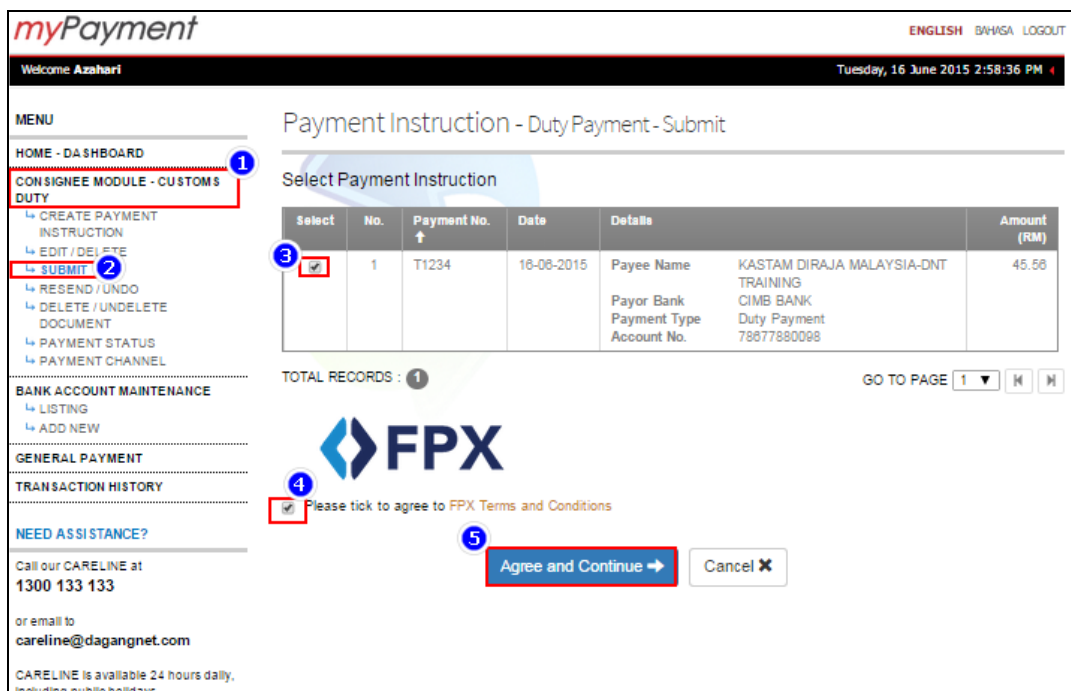 myPayment
ENGLISH BAHASA LOGOUT
Welcome Azahari
Tuesday, 16 June 2015 2:58:36 PM
MENU
HOME - DASHBOARD
1
CONSIGNEE MODULE - CUSTOMS
DUTY
CREATE PAYMENT
INSTRUCTION
EDIT / DELETE
SUBMIT 2
RESEND / UNDO
DELETE / UNDELETE
DOCUMENT
PAYMENT STATUS
PAYMENT CHANNEL
BANK ACCOUNT MAINTENANCE
LISTING
ADD NEW
GENERAL PAYMENT
TRANSACTION HISTORY
NEED ASSISTANCE?
Call our CARELINE at
1300 133 133
or email to
careline@dagangnet.com
CARELINE is available 24 hours daily,
including public holidays
Payment Instruction - Duty Payment - Submit
Select Payment Instruction
Select No. Payment No. Date Details Amount
(RM)
3
1 T1234 16-06-2015 Payee Name KASTAM DIRAJA MALAYSIA-DNT 45.56
TRAINING
Payor Bank CIMB BANK
Payment Type Duty Payment
Account No. 78677880098
TOTAL RECORDS : 1
GO TO PAGE 1
FPX
4
Please tick to agree to FPX Terms and Conditions
5
Agree and Continue
Cancel